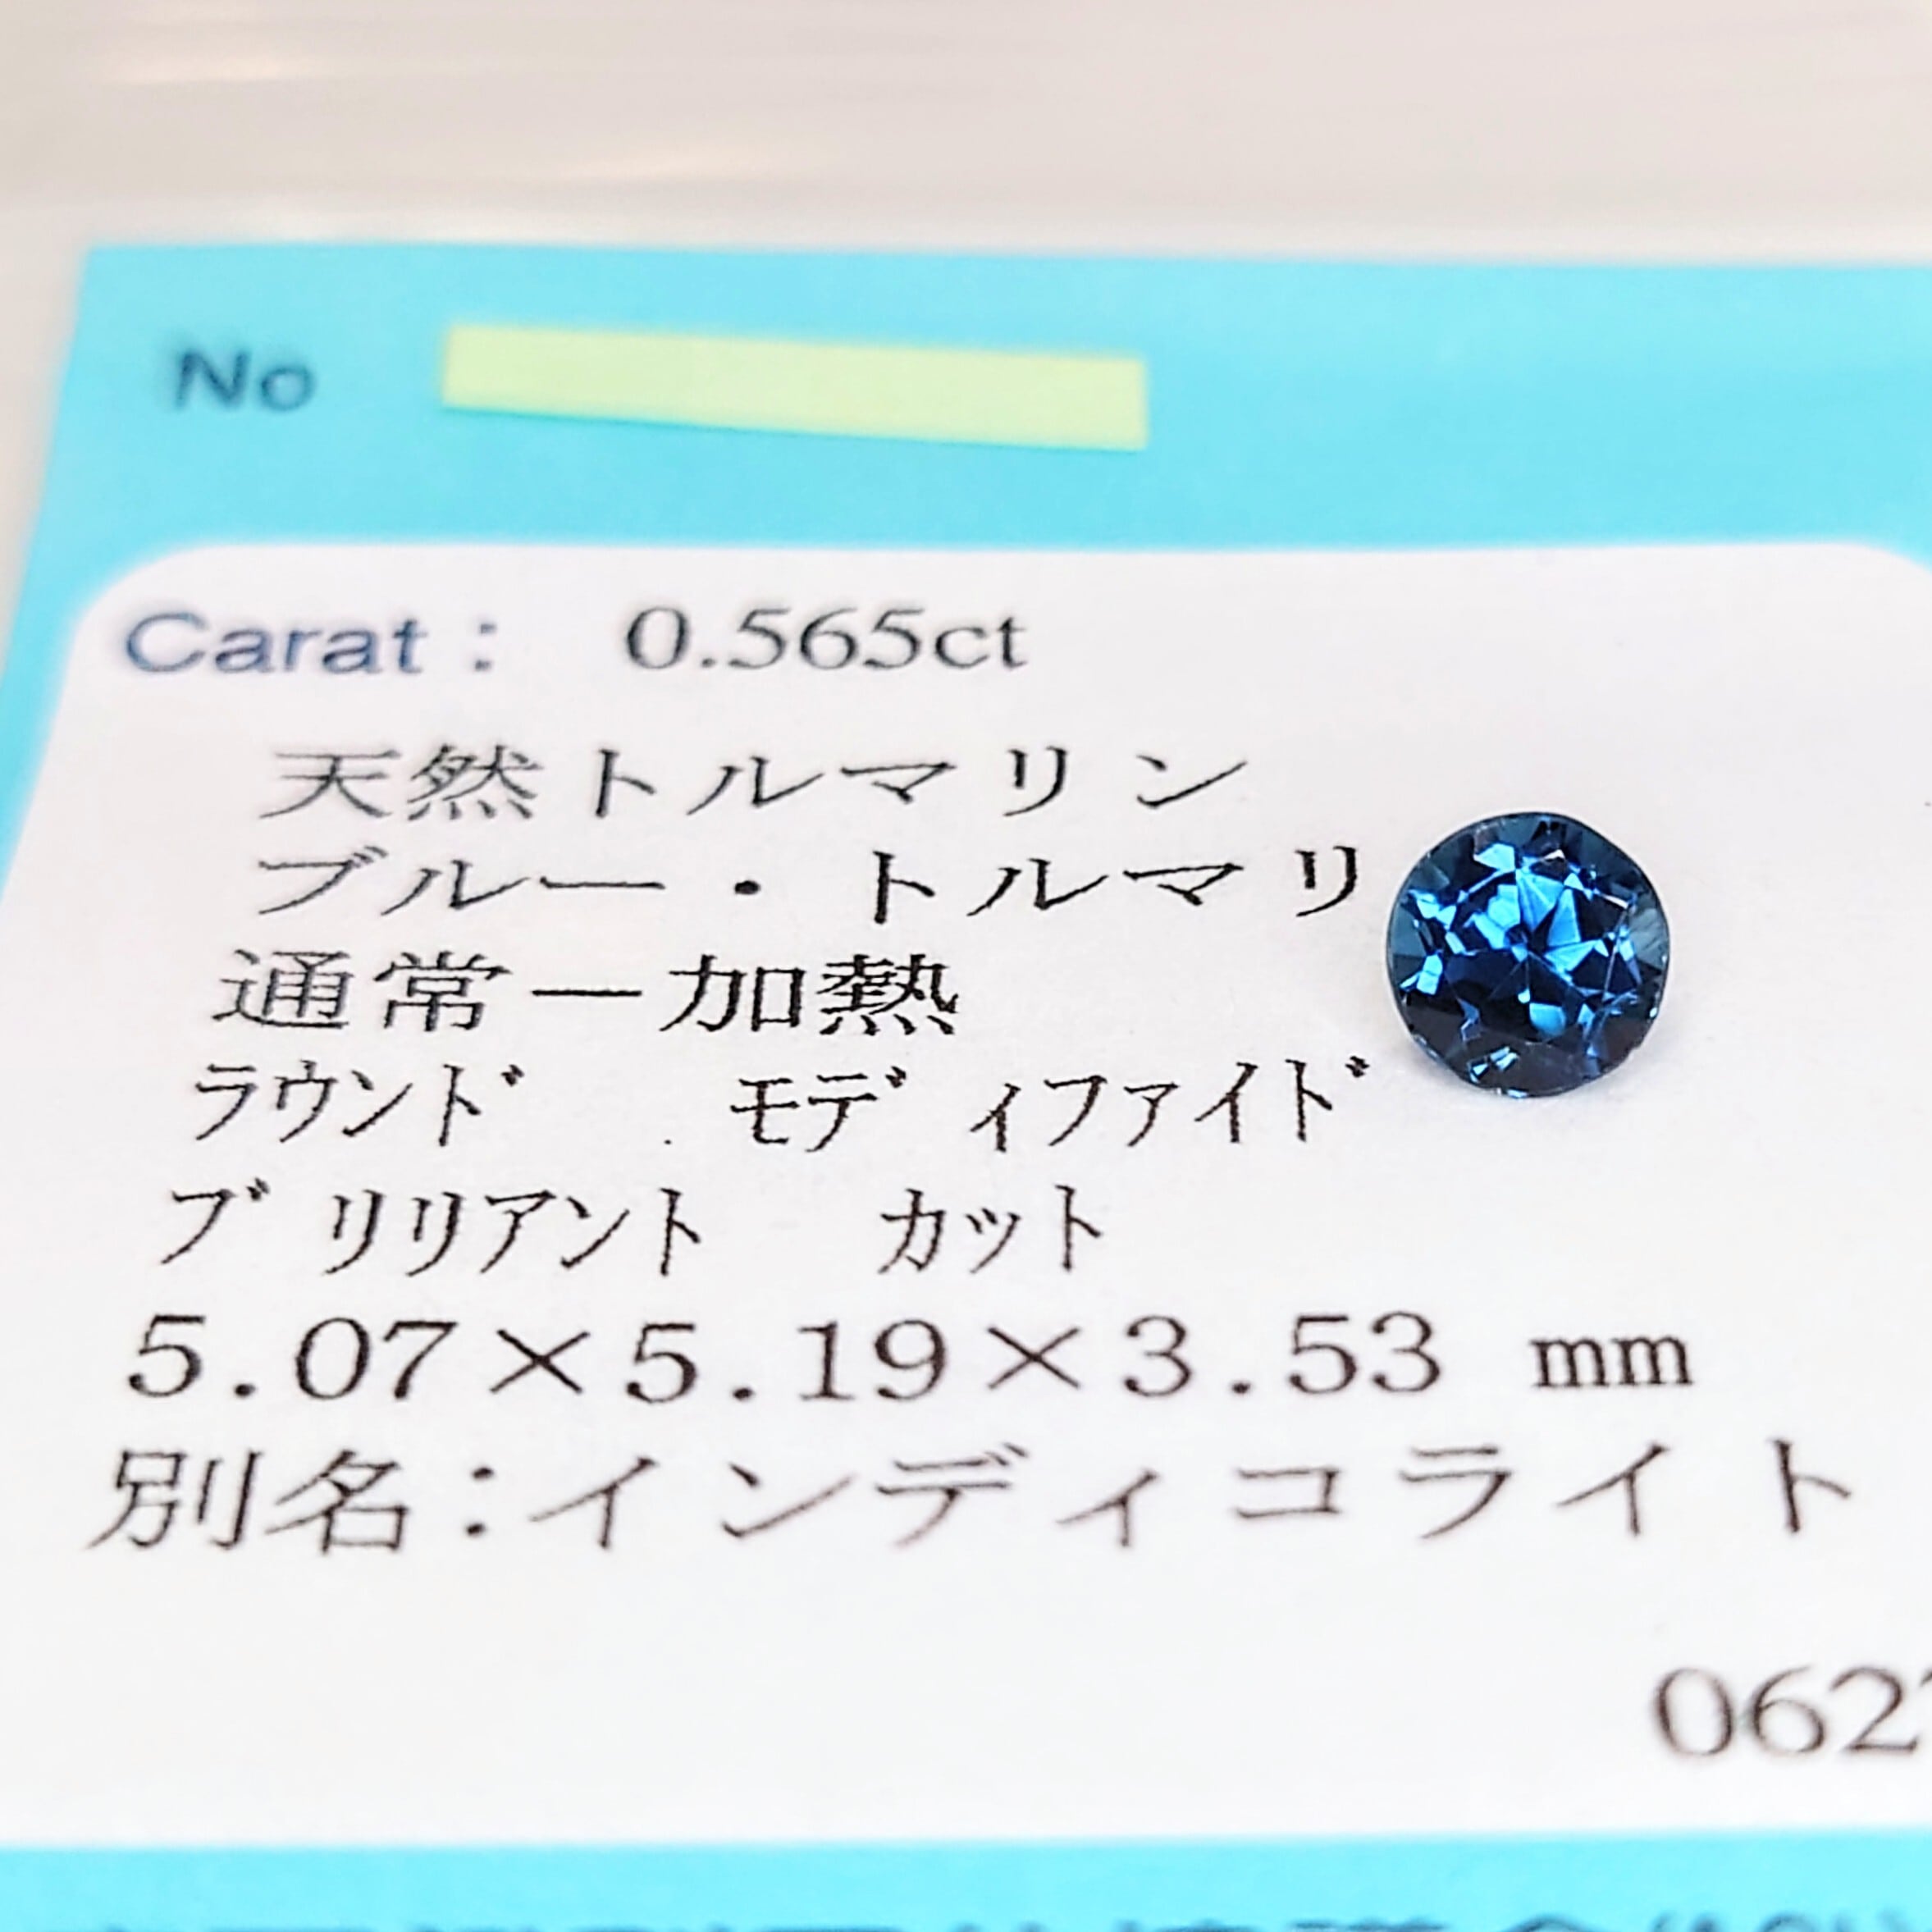 No
Carat : 0.565ct
天然トルマリン
ブルー・トルマリ
通常ー加熱
ラウンド モディファイド
ブリリアント カット
5.07×5.19×3.53 mm
別名:インディコライト
062